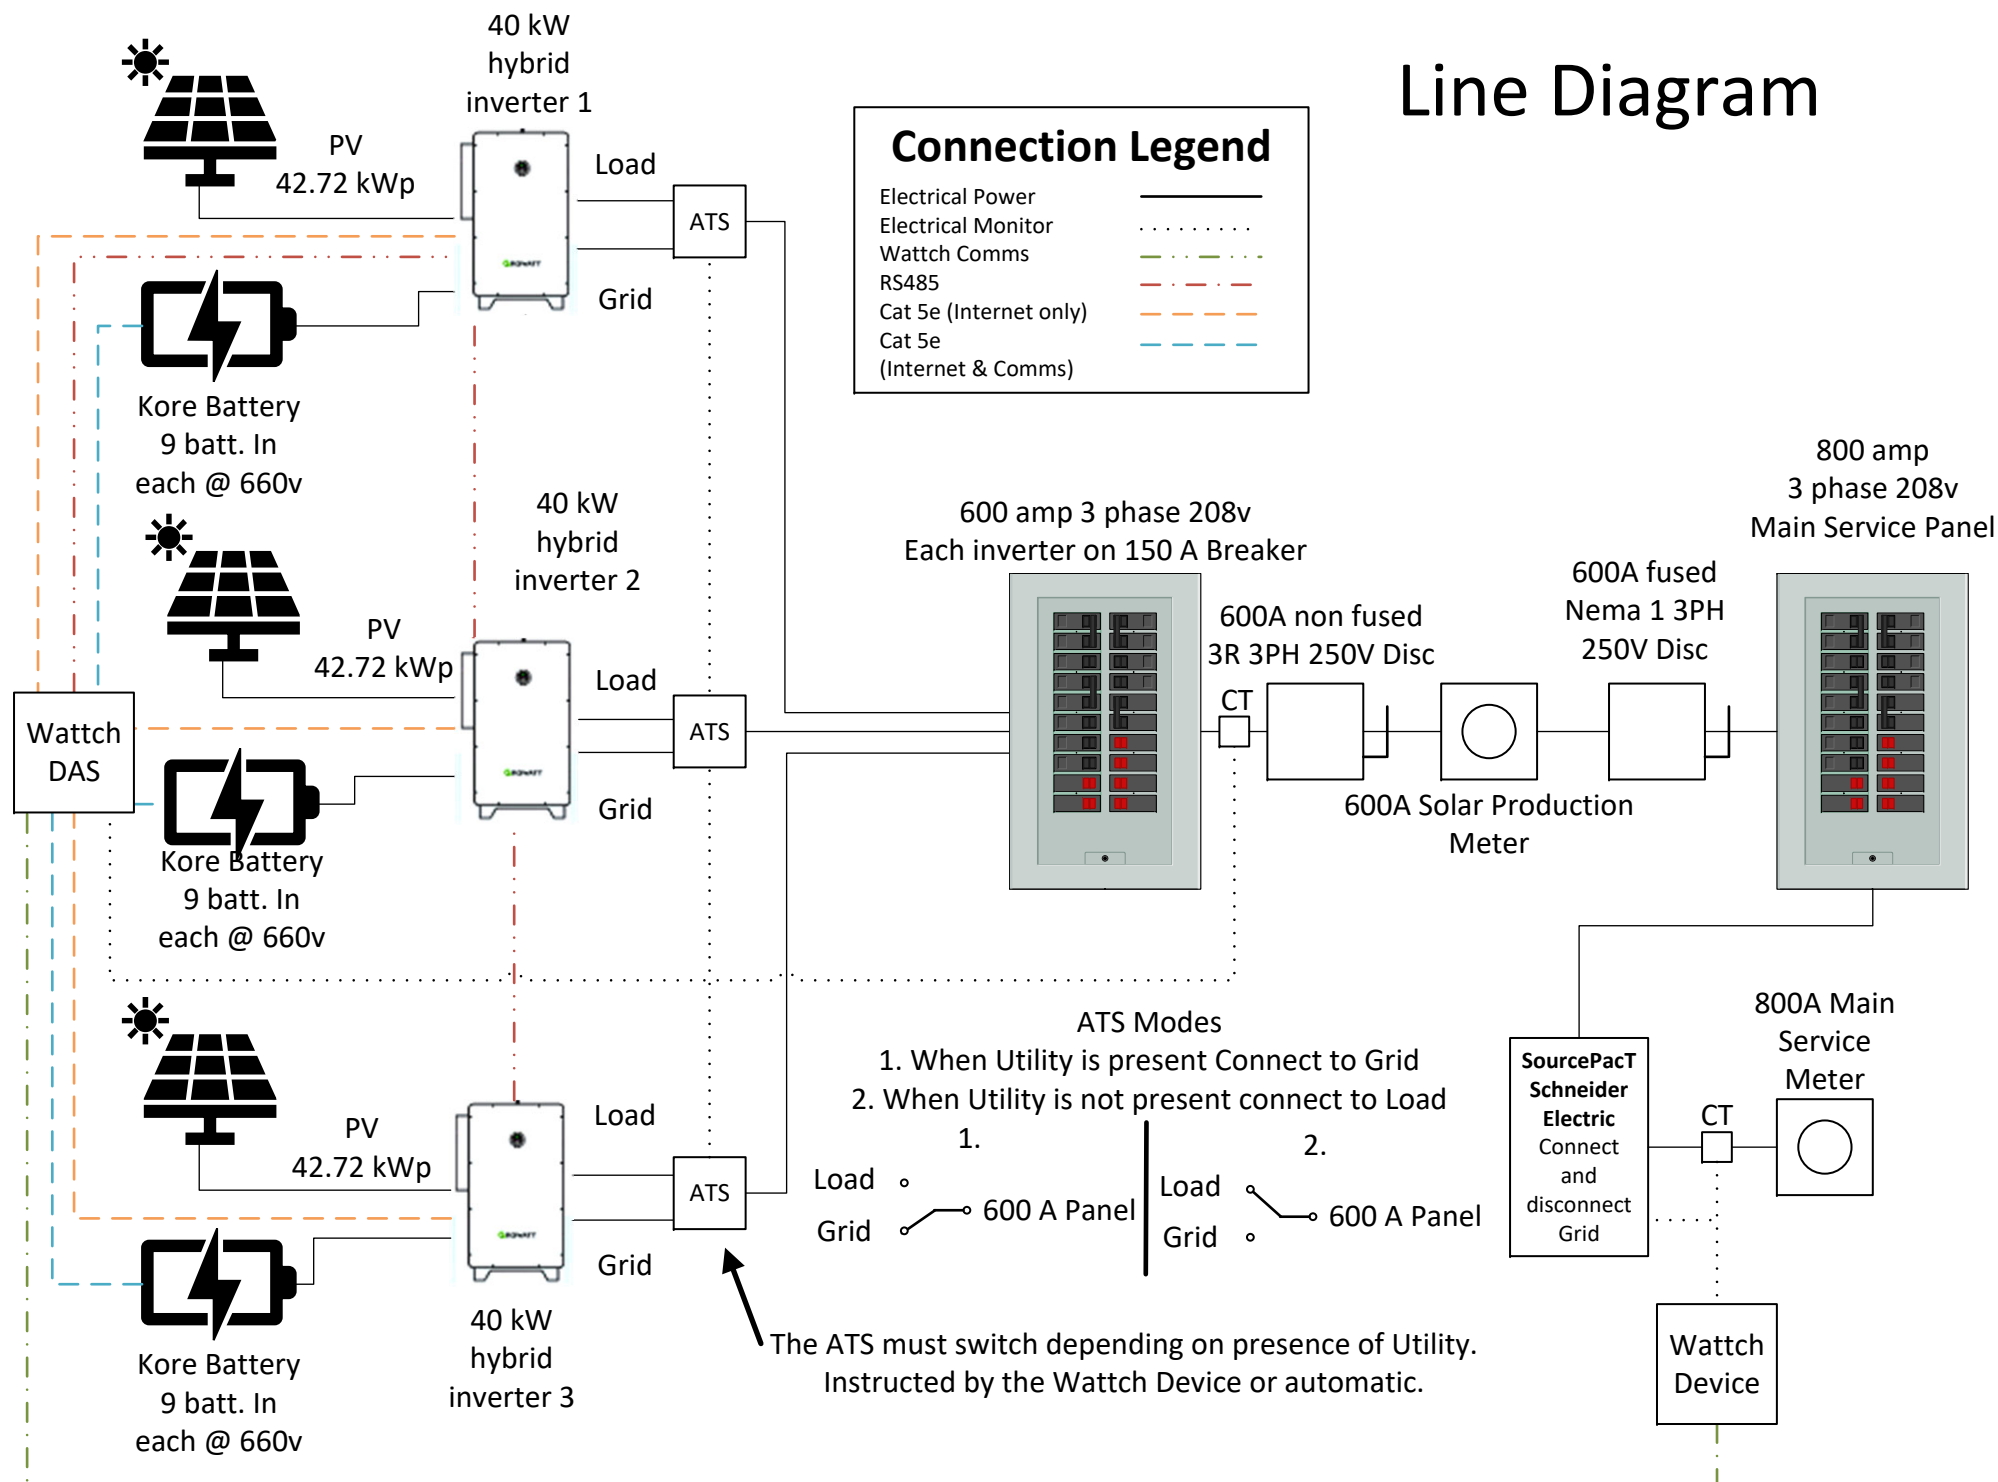 Line Diagram
40 kW
hybrid
inverter 1
PV
42.72 kWp
Load
ATS
Grid
GROWATT
Kore Battery
9 batt. In
each @ 660v
Connection Legend
Electrical Power
Electrical Monitor
Wattch Comms
RS485
Cat 5e (Internet only)
Cat 5e
(Internet & Comms)
40 kW
hybrid
inverter 2
PV
42.72 kWp
Load
ATS
Grid
GROWATT
Wattch
DAS
Kore Battery
9 batt. In
each @ 660v
600 amp 3 phase 208v
Each inverter on 150 A Breaker
CT
600A non fused
3R 3PH 250V Disc
600A Solar Production
Meter
600A fused
Nema 1 3PH
250V Disc
800 amp
3 phase 208v
Main Service Panel
PV
42.72 kWp
Load
ATS
Grid
GROWATT
40 kW
hybrid
inverter 3
Kore Battery
9 batt. In
each @ 660v
ATS Modes
1. When Utility is present Connect to Grid
2. When Utility is not present connect to Load
1.
Load
Grid
600 A Panel
2.
Load
Grid
600 A Panel
The ATS must switch depending on presence of Utility.
Instructed by the Wattch Device or automatic.
SourcePacT
Schneider
Electric
Connect
and
disconnect
Grid
CT
800A Main
Service
Meter
Wattch
Device